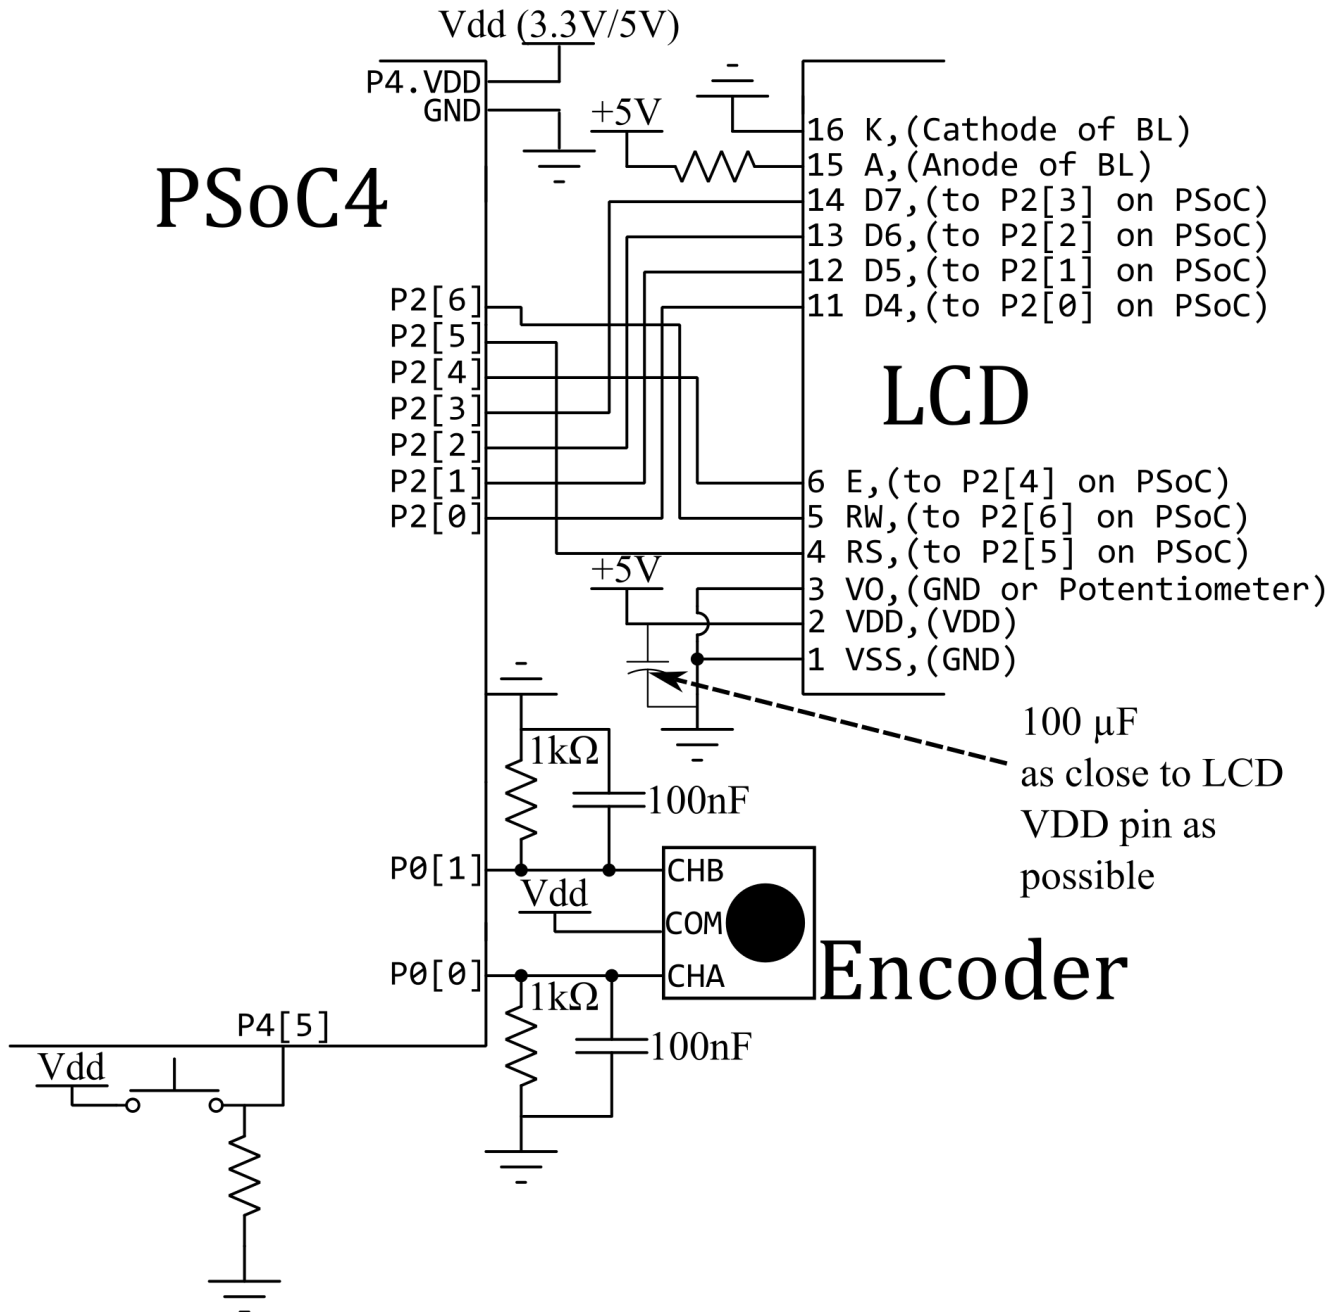 Vdd (3.3V/5V)
P4.VDD
GND
PSoC4
+5V
16 K,(Cathode of BL)
15 A,(Anode of BL)
14 D7,(to P2[3] on PSoC)
13 D6,(to P2[2] on PSoC)
12 D5,(to P2[1] on PSoC)
11 D4,(to P2[0] on PSoC)
P2[6]
P2[5]
P2[4]
P2[3]
P2[2]
P2[1]
P2[0]
LCD
6 E,(to P2[4] on PSoC)
5 RW,(to P2[6] on PSoC)
4 RS,(to P2[5] on PSoC)
+5V
3 VO,(GND or Potentiometer)
2 VDD,(VDD)
1 VSS,(GND)
100 µF
as close to LCD
VDD pin as
possible
1kΩ
100nF
P0[1]
CHB
Vdd
COM
P0[0]
CHA
Encoder
1kΩ
100nF
P4[5]
Vdd